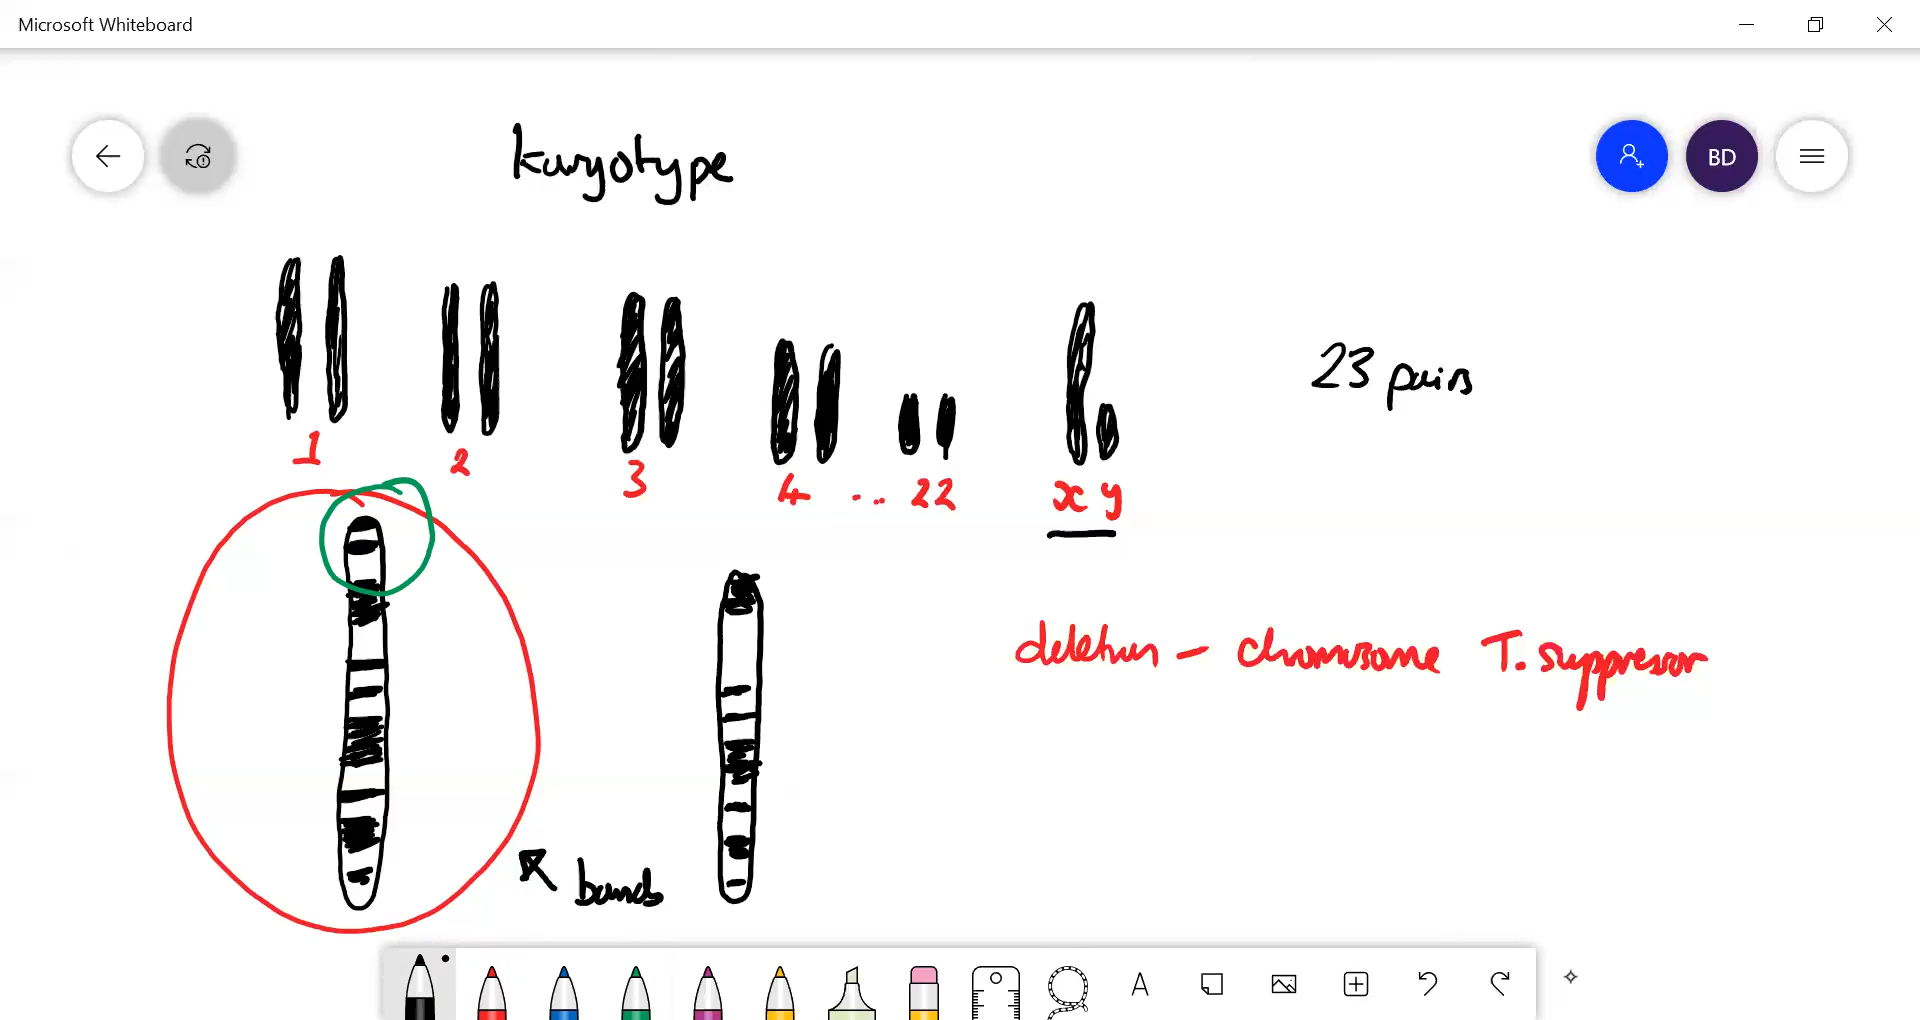 Microsoft Whiteboard
karyotype
BD
23 pairs
1 2 3 4 .. 22 x y
deletion - chromosome T. suppressor
bands
A